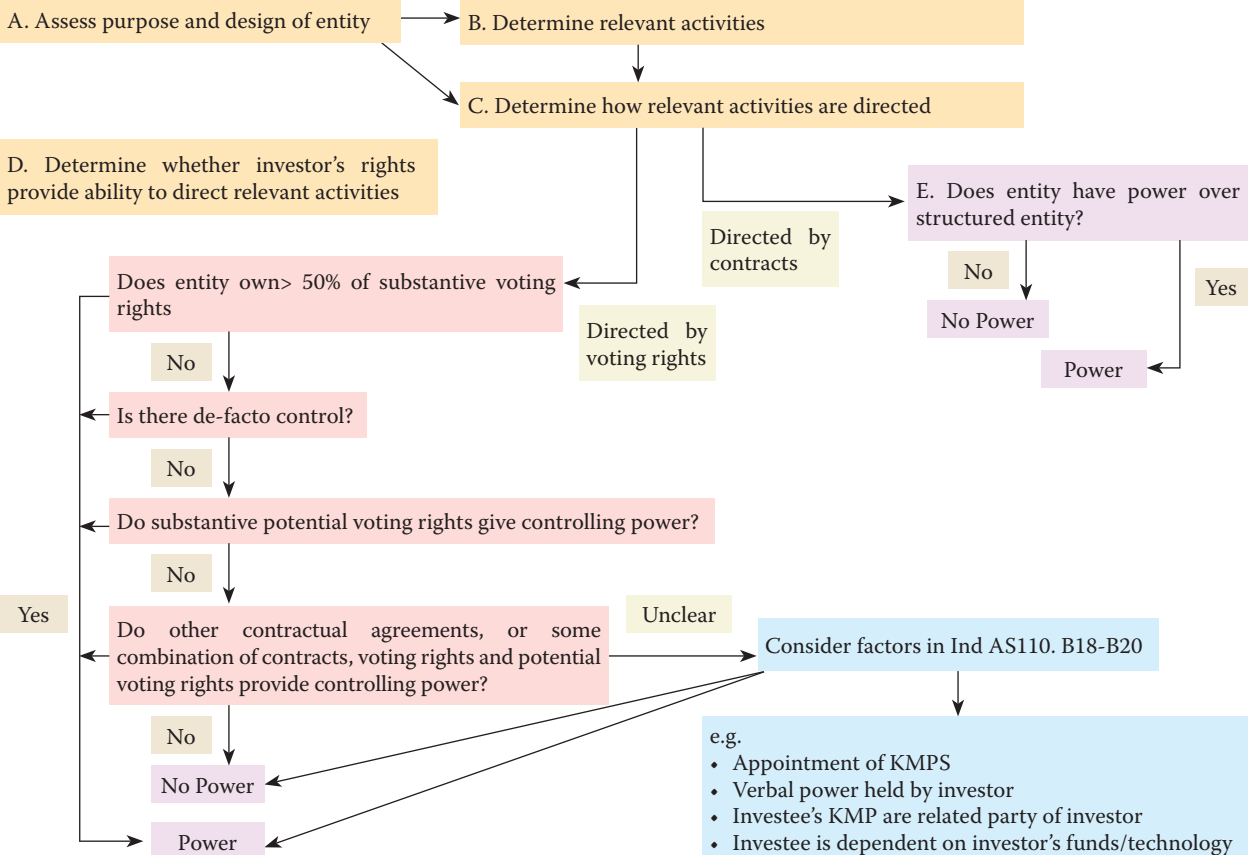 A. Assess purpose and design of entity
B. Determine relevant activities
C. Determine how relevant activities are directed
D. Determine whether investor’s rights
provide ability to direct relevant activities
E. Does entity have power over
structured entity?
Directed by
contracts
No
Yes
No Power
Power
Does entity own> 50% of substantive voting
rights
Directed by
voting rights
No
Is there de-facto control?
No
Do substantive potential voting rights give controlling power?
No
Yes
Unclear
Do other contractual agreements, or some
combination of contracts, voting rights and potential
voting rights provide controlling power?
Consider factors in Ind AS110. B18-B20
No
No Power
Power
e.g.
• Appointment of KMPS
• Verbal power held by investor
• Investee’s KMP are related party of investor
• Investee is dependent on investor’s funds/technology